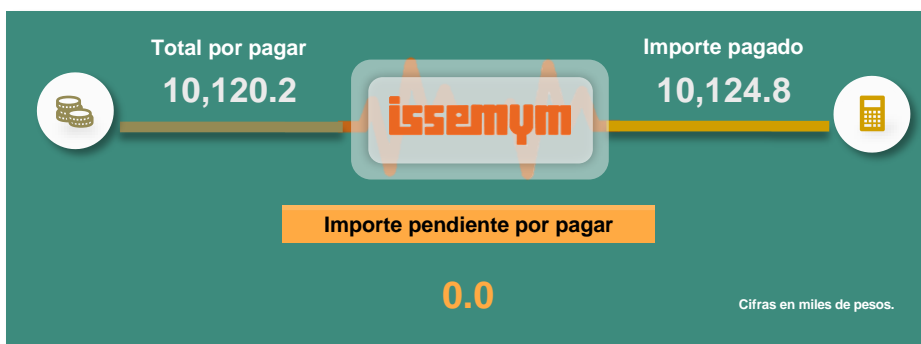 Total por pagar
10,120.2
issemym
Importe pagado
10,124.8
Importe pendiente por pagar
0.0
Cifras en miles de pesos.